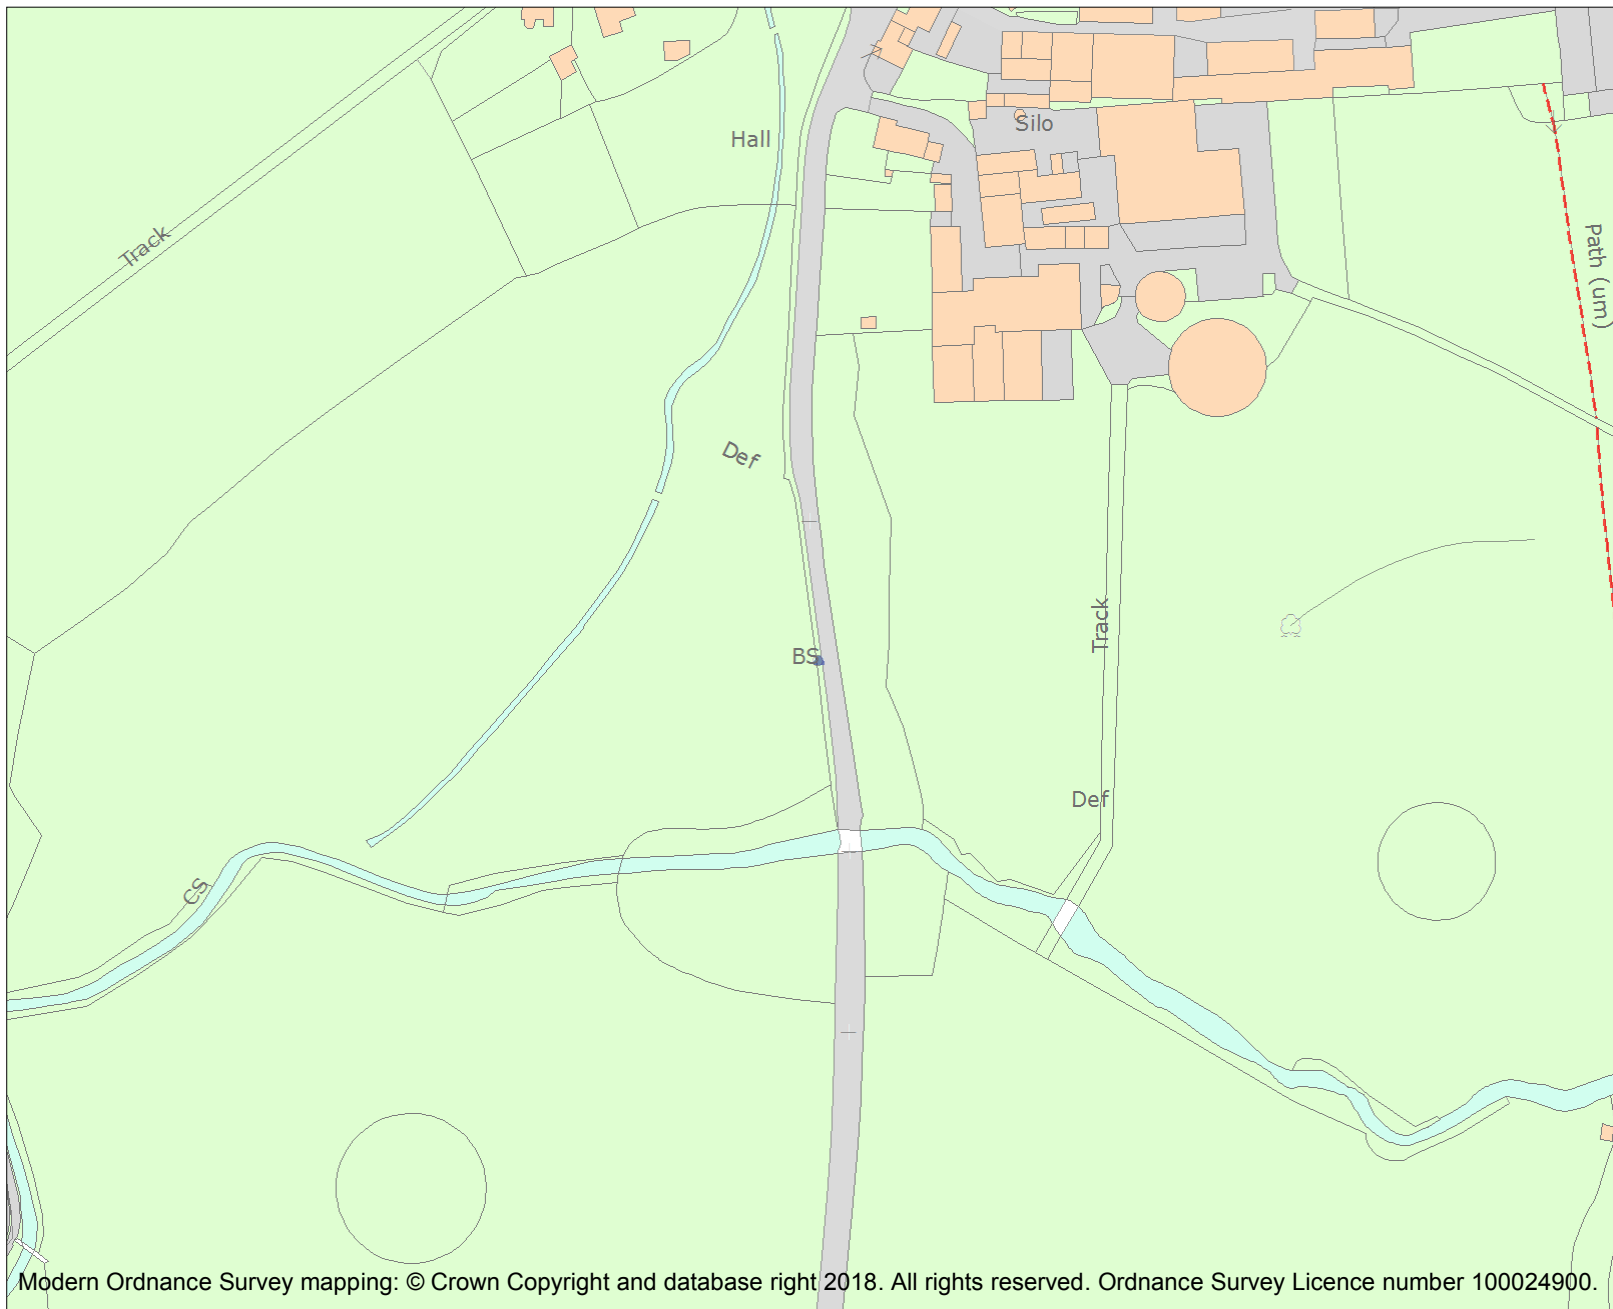 Silo
Hall
Track
Path (um)
Def
Track
BS
Def
CS
Modern Ordnance Survey mapping: © Crown Copyright and database right 2018. All rights reserved. Ordnance Survey Licence number 100024900.